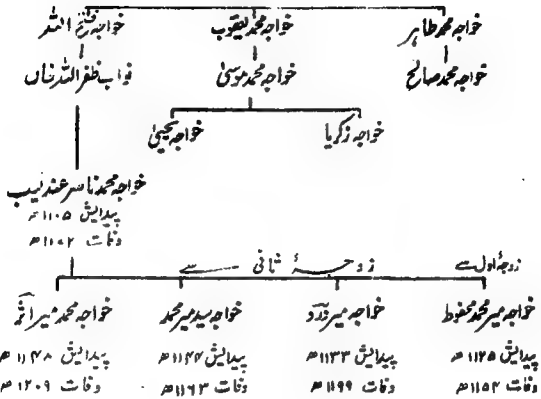 خواجہ محمد طاہر خواجہ محمد یعقوب خواجہ فتح اللہ
خواجہ محمد صالح خواجہ محمد موسیٰ نواب ظفر اللہ خاں
خواجہ زکریا خواجہ یحییٰ
خواجہ محمد ناصر عندلیب
پیدائش ۱۱۰۵ھ
وفات ۱۱۷۲ھ
زوجۂ اول سے زوجۂ ثانی سے
خواجہ میر محمد محفوظ خواجہ میر درد خواجہ سید میر محمد خواجہ محمد میر اثر
پیدائش ۱۱۲۵ھ پیدائش ۱۱۳۳ھ پیدائش ۱۱۴۴ھ پیدائش ۱۱۴۸ھ
وفات ۱۱۵۴ھ وفات ۱۱۹۹ھ وفات ۱۱۶۳ھ وفات ۱۲۰۹ھ